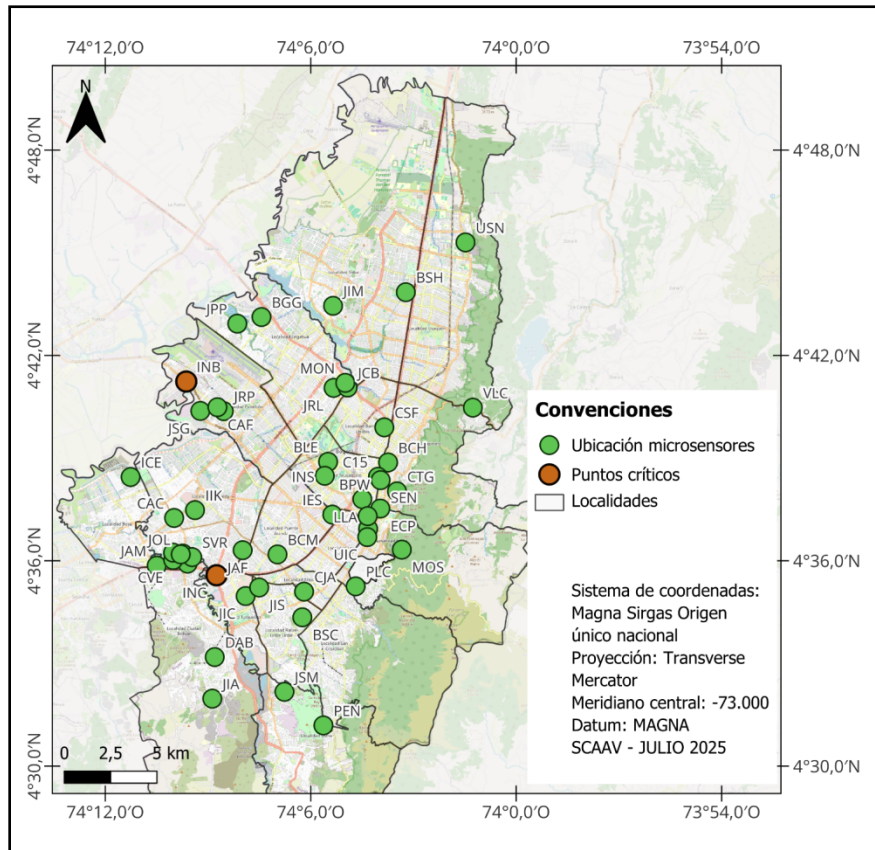 74°12,0′O 74°6,0′O 74°0,0′O 73°54,0′O
N
4°48,0′N 4°48,0′N
USN
BSH
JIM
BGG
JPP
4°42,0′N 4°42,0′N
INB
MON JCB
JRP
JRL
VLC
JSG CAF
CSF
BLE C15 BCH
ICE
INS CTG
BPW
IIK IES SEN
CAC
LLA ECP
JOL SVR BCM
JAM UIC
4°36,0′N 4°36,0′N
CVE JAF PLC MOS
ING CJA
JIC JIS
BSC
DAB
JIA JSM
PEN
4°30,0′N 4°30,0′N
Convenciones
Ubicación microsensores
Puntos críticos
Localidades
Sistema de coordenadas:
Magna Sirgas Origen
único nacional
Proyección: Transverse
Mercator
Meridiano central: -73.000
Datum: MAGNA
SCAAV - JULIO 2025
0 2,5 5 km
74°12,0′O 74°6,0′O 74°0,0′O 73°54,0′O